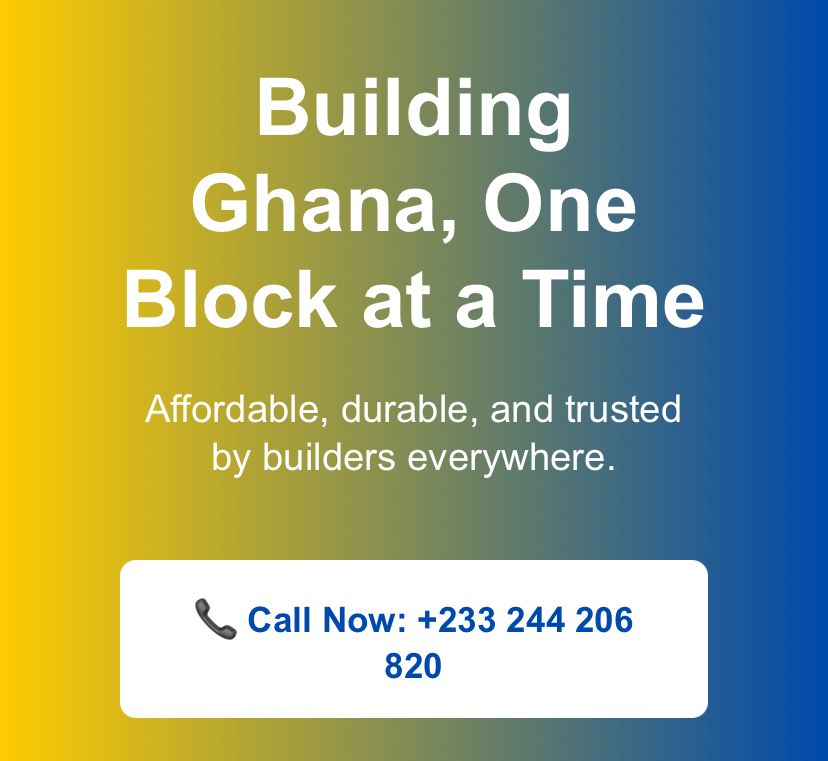 Building
Ghana, One
Block at a Time
Affordable, durable, and trusted
by builders everywhere.
📞 Call Now: +233 244 206
820